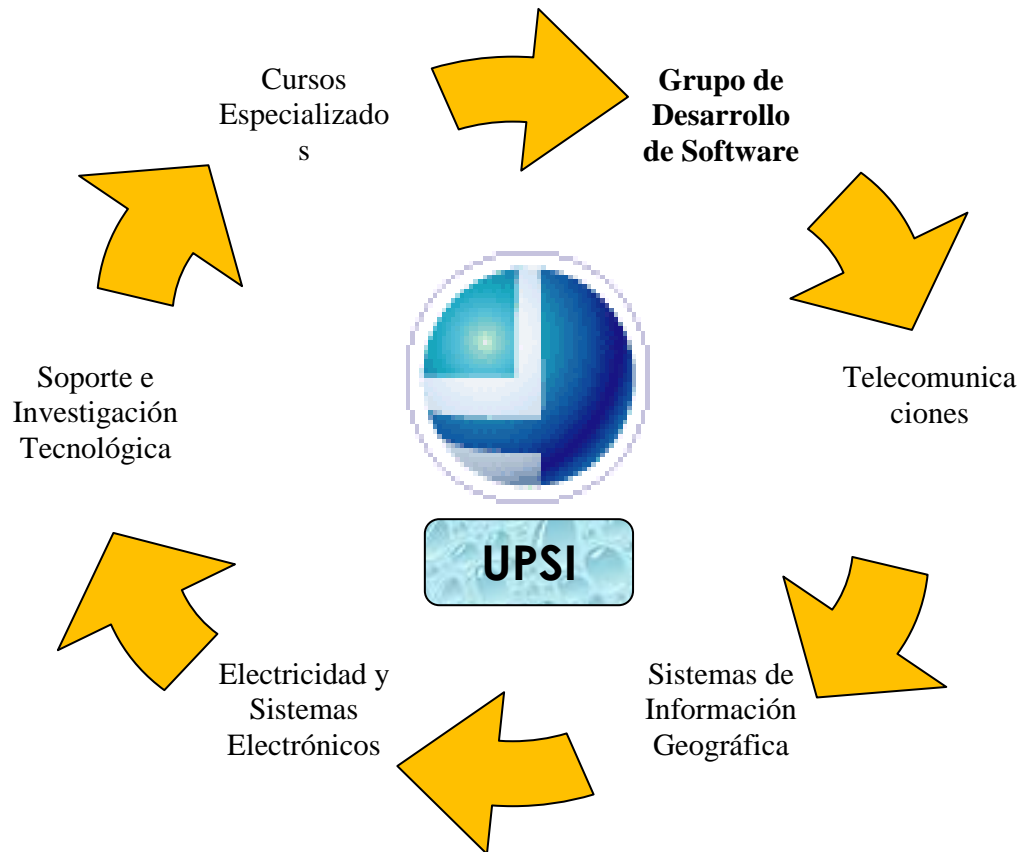 Cursos
Especializado
s
Grupo de
Desarrollo
de Software
Telecomunica
ciones
Sistemas de
Información
Geográfica
Electricidad y
Sistemas
Electrónicos
Soporte e
Investigación
Tecnológica
UPSI